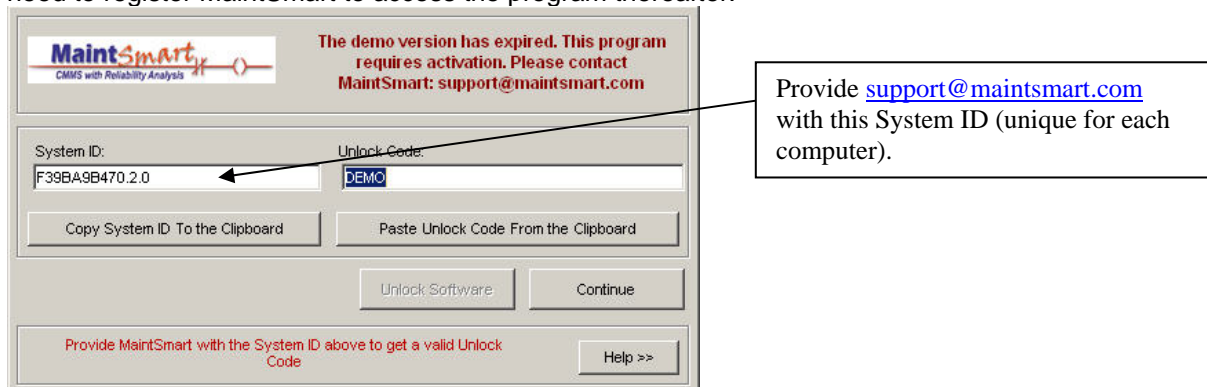 need to register MaintSmart to access the program thereafter.
MaintSmart
CMMS with Reliability Analysis
The demo version has expired. This program
requires activation. Please contact
MaintSmart: support@maintsmart.com
Provide support@maintsmart.com
with this System ID (unique for each
computer).
System ID:
Unlock Code:
F39BA9B470.2.0
DEMO
Copy System ID To the Clipboard
Paste Unlock Code From the Clipboard
Unlock Software
Continue
Provide MaintSmart with the System ID above to get a valid Unlock
Code
Help >>